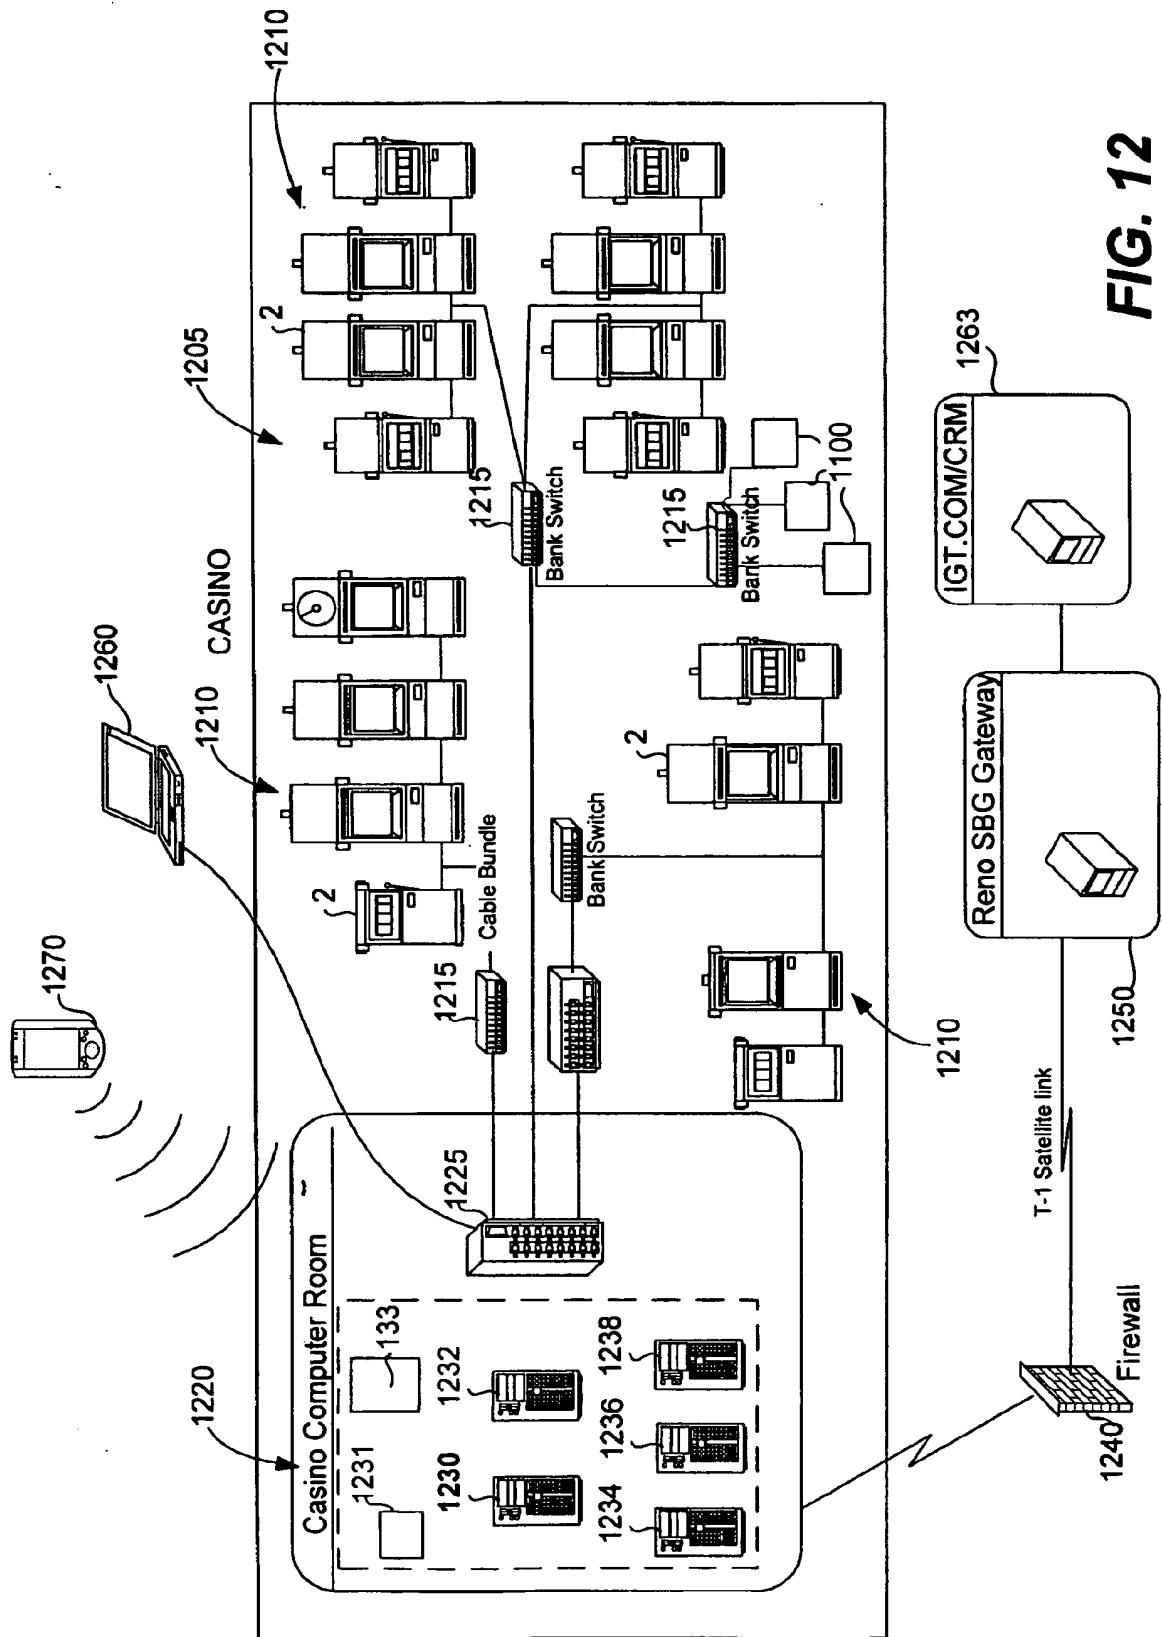 1270
1260
1220
Casino Computer Room
1231
133
1230
1232
1234
1236
1238
1225
CASINO
1205
1210
1210
2
2
Cable Bundle
1215
1215
Bank Switch
1215
Bank Switch
1100
Bank Switch
2
1210
1240
Firewall
T-1 Satellite link
Reno SBG Gateway
1250
IGT.COM/CRM
1263
FIG. 12